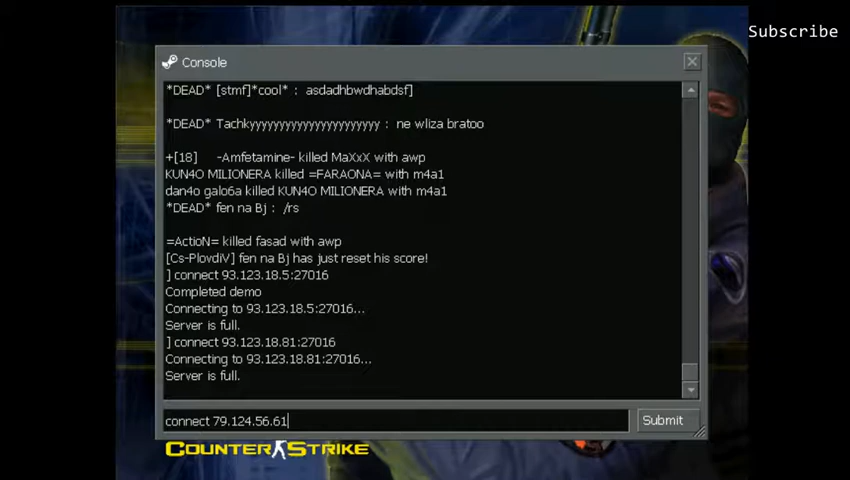 Subscribe
Console
*DEAD* [stmf]*cool* : asdadhbwdhabdsf]
*DEAD* Tachkyyyyyyyyyyyyyyyyyyyyyy : ne wliza bratoo
+[18] -Amfetamine- killed MaXxX with awp
KUN4O MILIONERA killed =FARAONA= with m4a1
dan4o galo6a killed KUN4O MILIONERA with m4a1
*DEAD* fen na Bj : /rs
=ActioN= killed fasad with awp
[Cs-PlovdiV] fen na Bj has just reset his score!
] connect 93.123.18.5:27016
Completed demo
Connecting to 93.123.18.5:27016...
Server is full.
] connect 93.123.18.81:27016
Connecting to 93.123.18.81:27016...
Server is full.
connect 79.124.56.61
Submit
COUNTER STRIKE